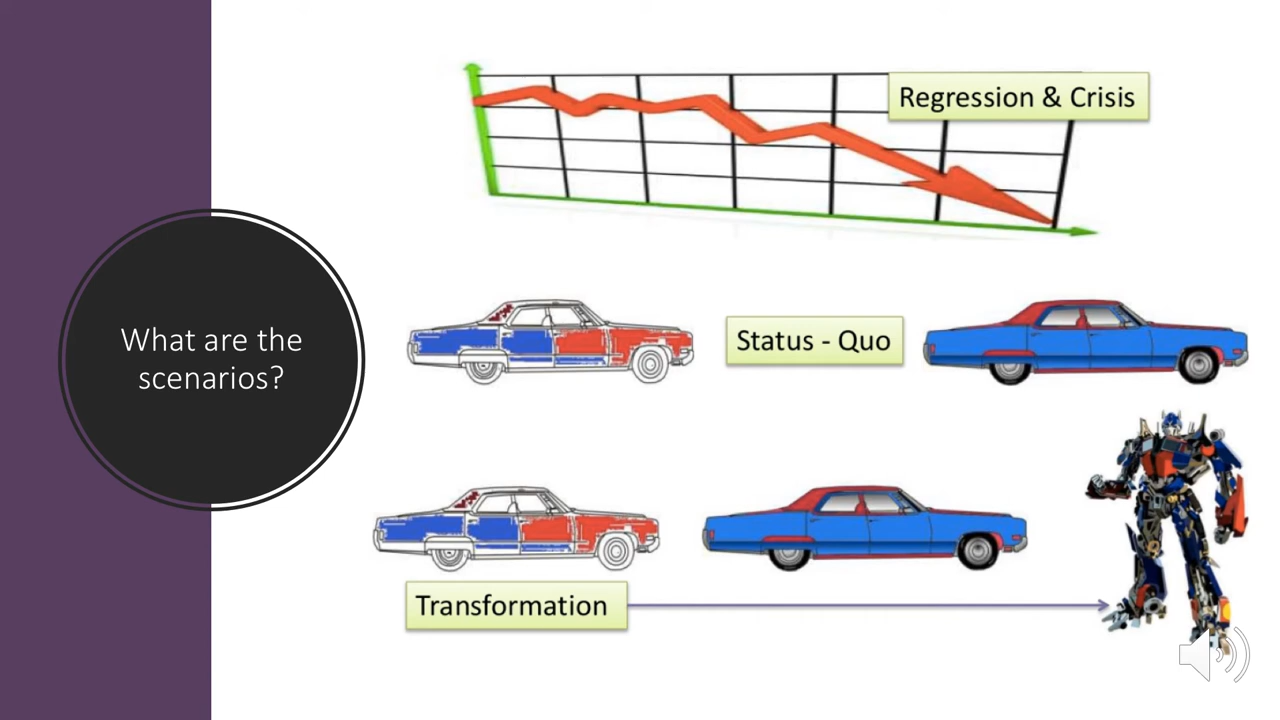 What are the
scenarios?
Regression & Crisis
Status - Quo
Transformation